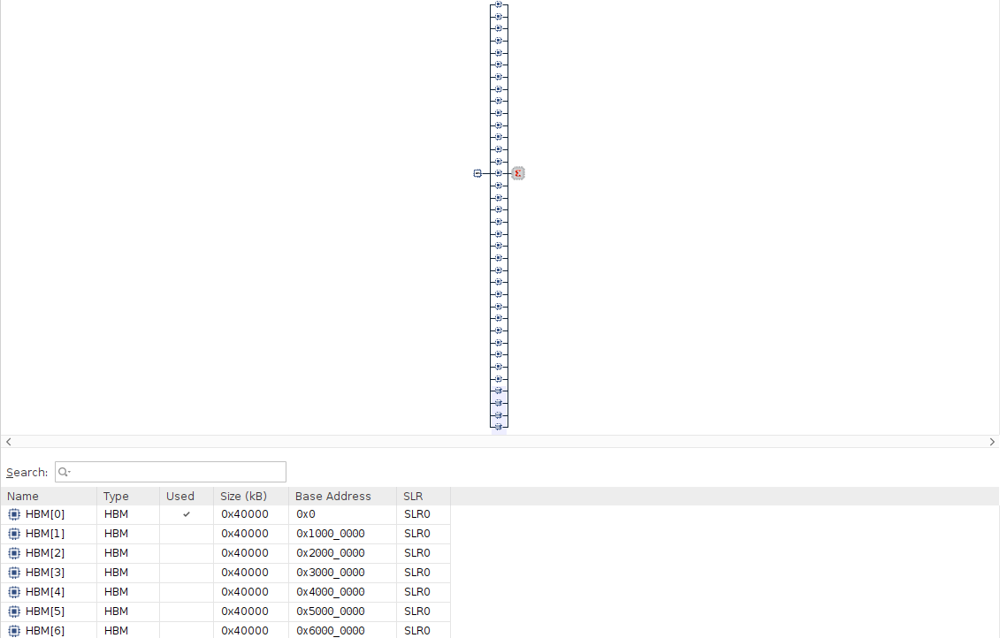 Σ
Search:
Name Type Used Size (kB) Base Address SLR
HBM[0] HBM ✓ 0x40000 0x0 SLR0
HBM[1] HBM 0x40000 0x1000_0000 SLR0
HBM[2] HBM 0x40000 0x2000_0000 SLR0
HBM[3] HBM 0x40000 0x3000_0000 SLR0
HBM[4] HBM 0x40000 0x4000_0000 SLR0
HBM[5] HBM 0x40000 0x5000_0000 SLR0
HBM[6] HBM 0x40000 0x6000_0000 SLR0